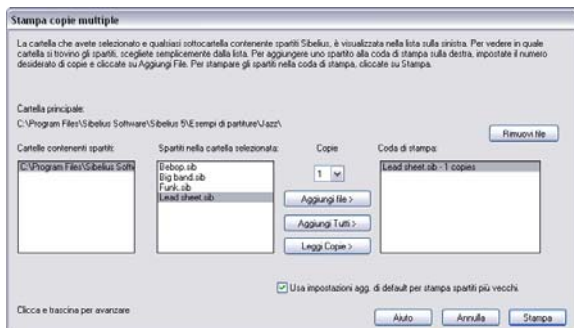 Stampa copie multiple
La cartella che avete selezionato e qualsiasi sottocartella contenente spartiti Sibelius, è visualizzata nella lista sulla sinistra. Per vedere in quale
cartella si trovino gli spartiti, scegliete semplicemente dalla lista. Per aggiungere uno spartito alla coda di stampa sulla destra, impostate il numero
desiderato di copie e cliccate su Aggiungi File. Per stampare gli spartiti nella coda di stampa, cliccate su Stampa.
Cartella principale:
C:\Program Files\Sibelius Software\Sibelius 5\Esempi di partiture\Jazz\
Rimuovi file
Cartelle contenenti spartiti:
Spartiti nella cartella selezionata:
Copie
Coda di stampa:
C:\Program Files\Sibelius Softw
Bebop.sib
Big band.sib
Funk.sib
Lead sheet.sib
1
Aggiungi file >
Aggiungi Tutti >
Leggi Copie >
Lead sheet.sib - 1 copies
Usa impostazioni agg. di default per stampa spartiti più vecchi.
Clicca e trascina per avanzare
Aiuto
Annulla
Stampa